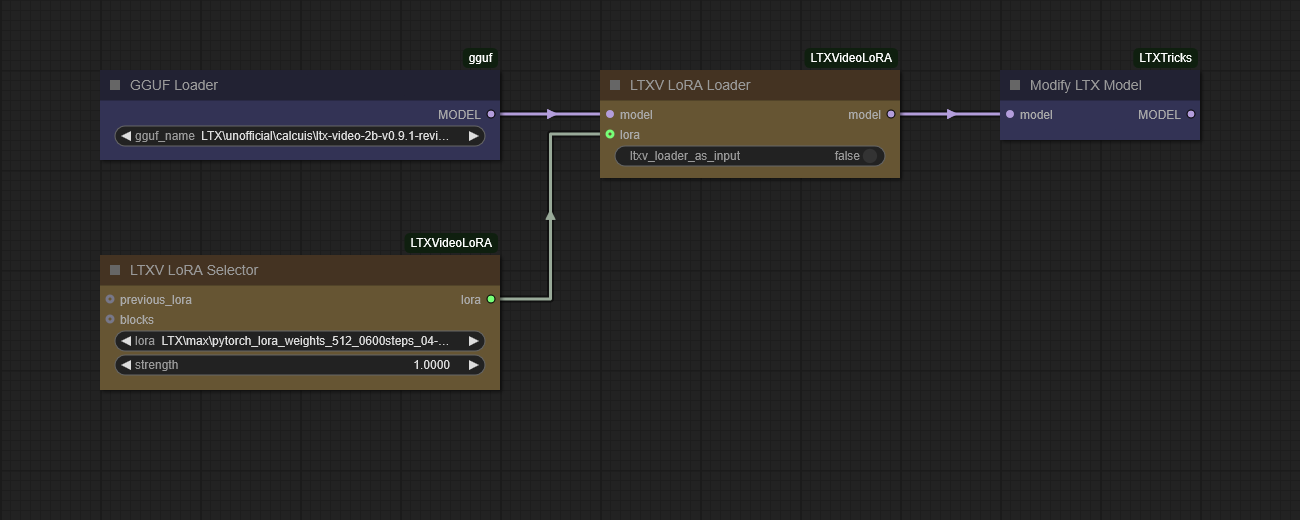 gguf
GGUF Loader
MODEL
gguf_name LTX\unofficial\calcuis\ltx-video-2b-v0.9.1-revi...
LTXVideoLoRA
LTXV LoRA Loader
model model
lora
ltxv_loader_as_input false
LTXTricks
Modify LTX Model
model MODEL
LTXVideoLoRA
LTXV LoRA Selector
previous_lora lora
blocks
lora LTX\max\pytorch_lora_weights_512_0600steps_04-...
strength 1.0000